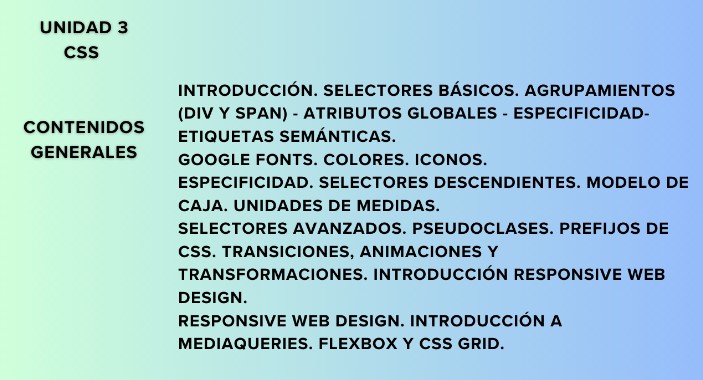 UNIDAD 3
CSS
CONTENIDOS
GENERALES
INTRODUCCIÓN. SELECTORES BÁSICOS. AGRUPAMIENTOS
(DIV Y SPAN) - ATRIBUTOS GLOBALES - ESPECIFICIDAD-
ETIQUETAS SEMÁNTICAS.
GOOGLE FONTS. COLORES. ICONOS.
ESPECIFICIDAD. SELECTORES DESCENDIENTES. MODELO DE
CAJA. UNIDADES DE MEDIDAS.
SELECTORES AVANZADOS. PSEUDOCLASES. PREFIJOS DE
CSS. TRANSICIONES, ANIMACIONES Y
TRANSFORMACIONES. INTRODUCCIÓN RESPONSIVE WEB
DESIGN.
RESPONSIVE WEB DESIGN. INTRODUCCIÓN A
MEDIAQUERIES. FLEXBOX Y CSS GRID.